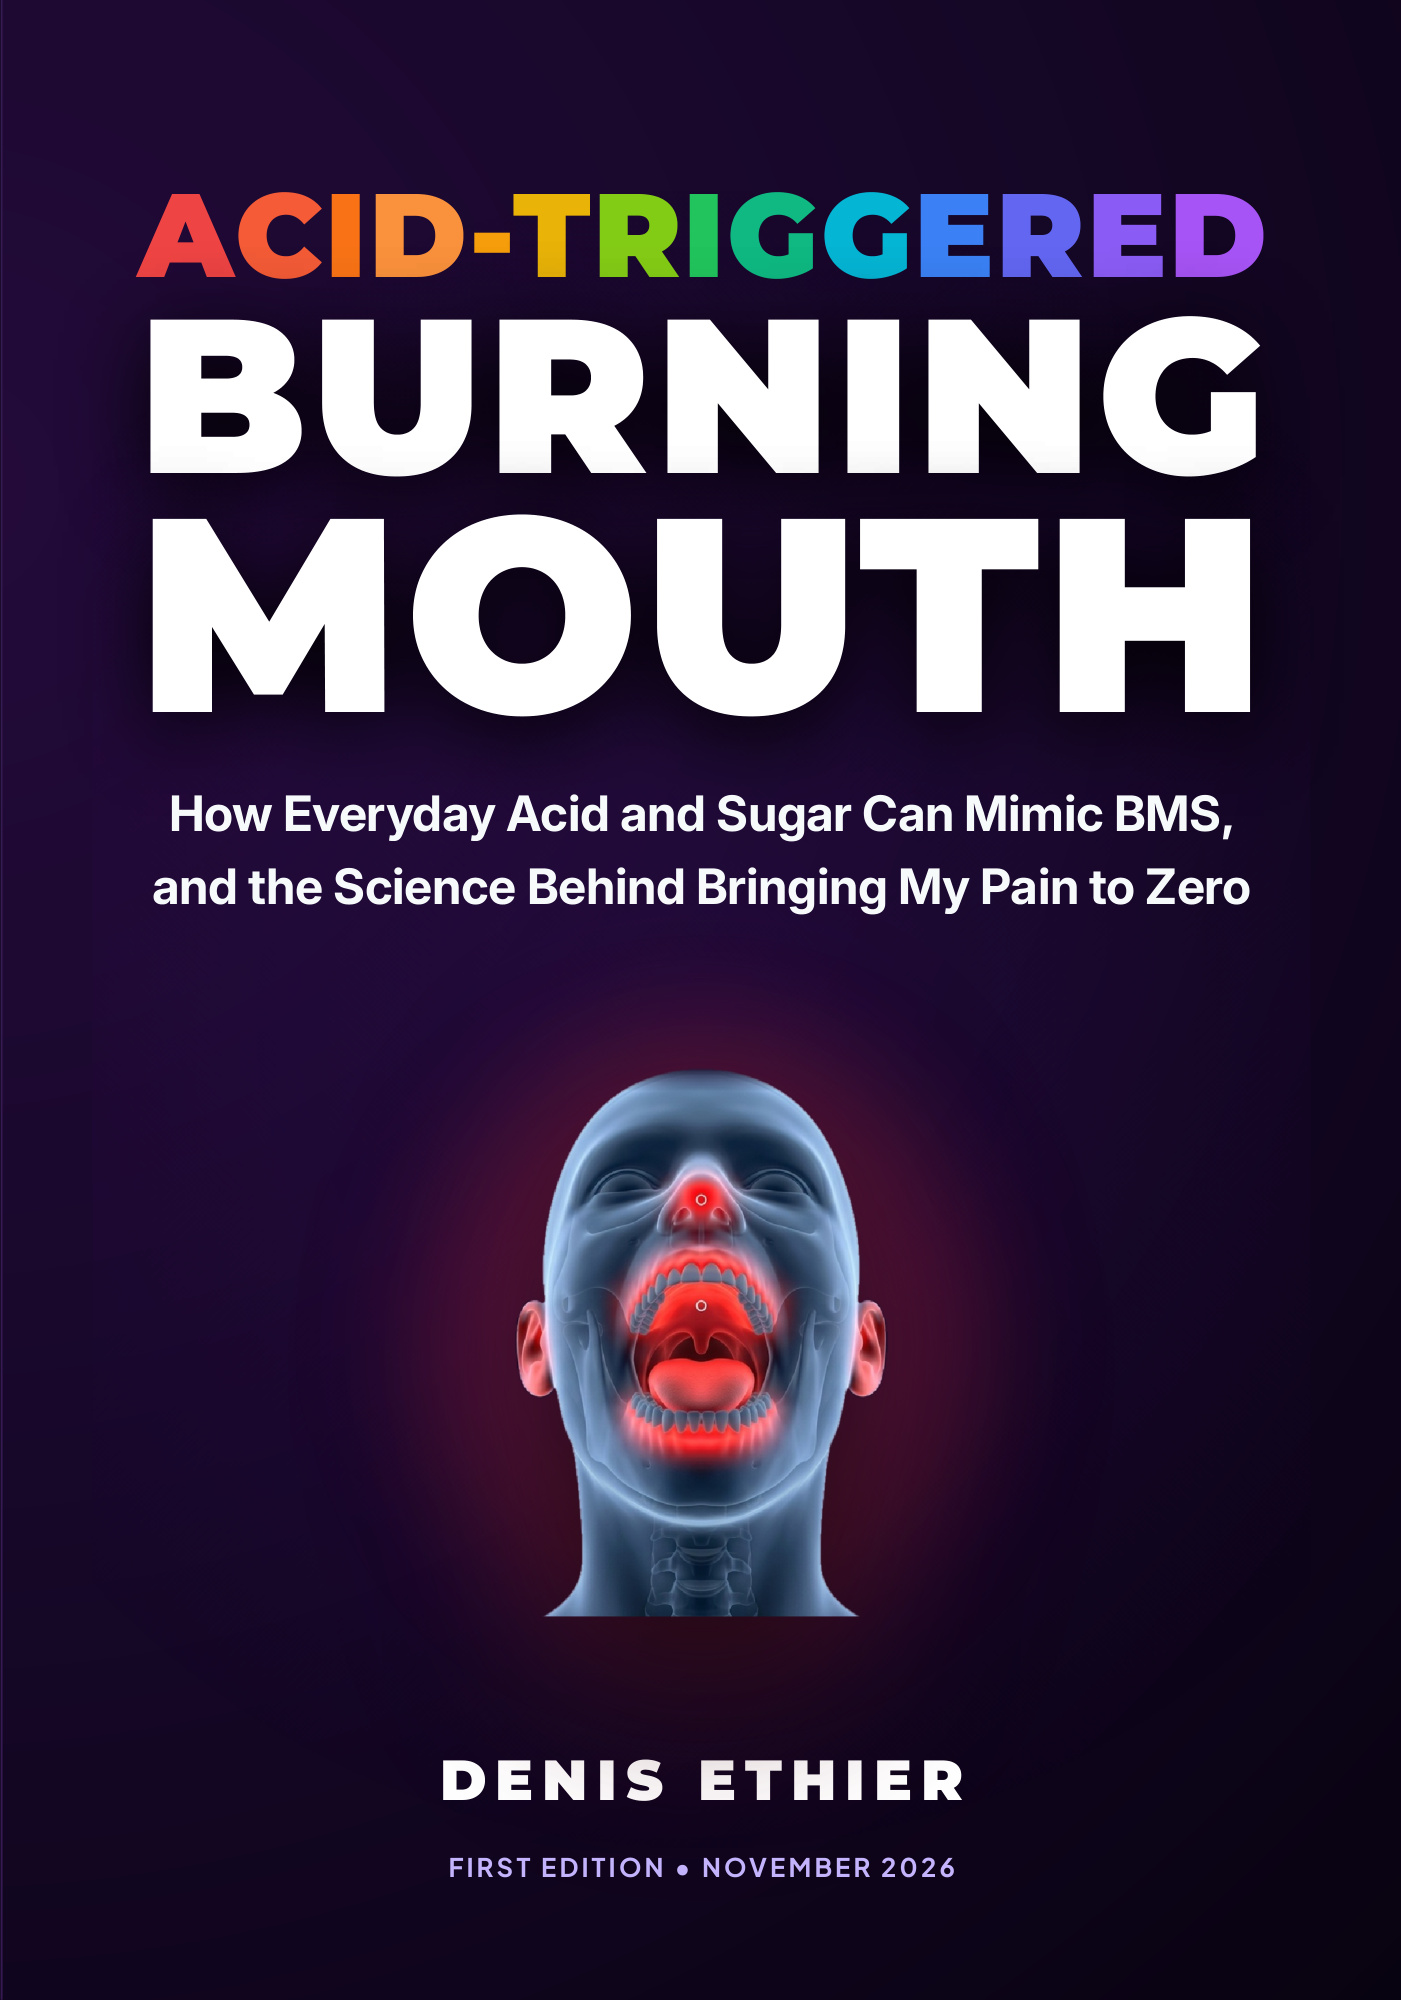 ACID-TRIGGERED
BURNING
MOUTH
How Everyday Acid and Sugar Can Mimic BMS,
and the Science Behind Bringing My Pain to Zero
DENIS ETHIER
FIRST EDITION • NOVEMBER 2026